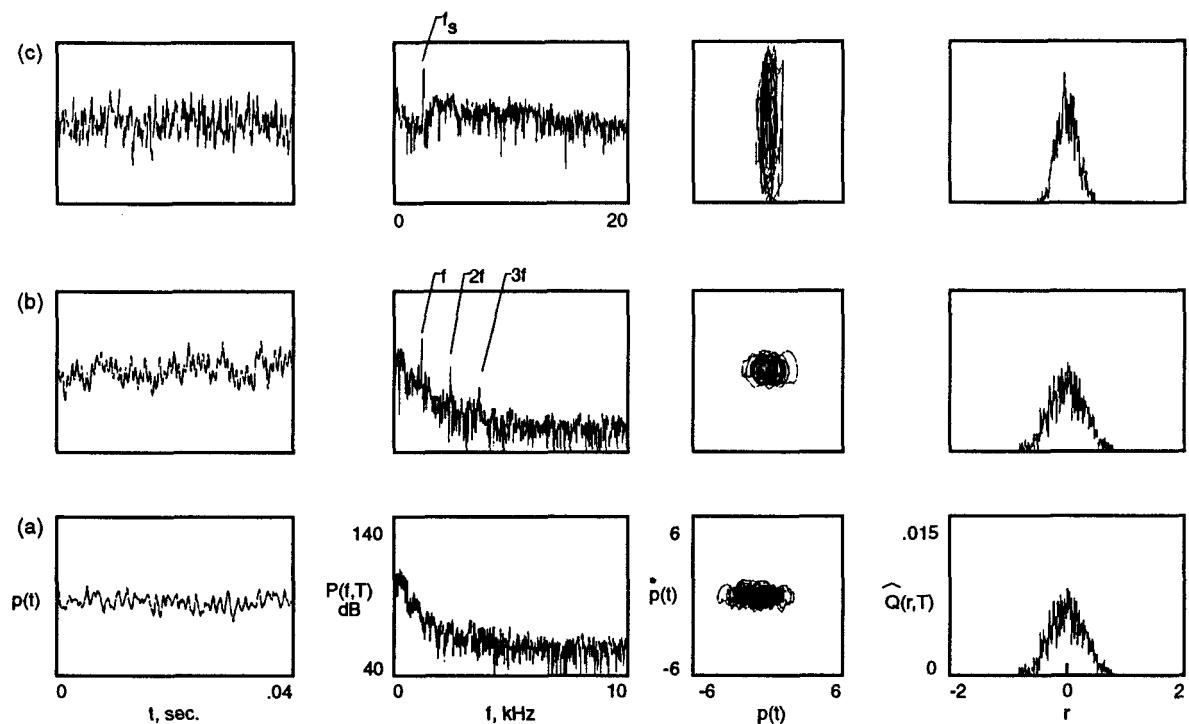 (c)
f_s
0 20
(b)
f 2f 3f
(a)
p(t)
0 .04
t, sec.
140
P(f,T)
dB
40
0 10
f, kHz
6
ṗ(t)
-6
-6 6
p(t)
.015
Q̂(r,T)
0
-2 0 2
r